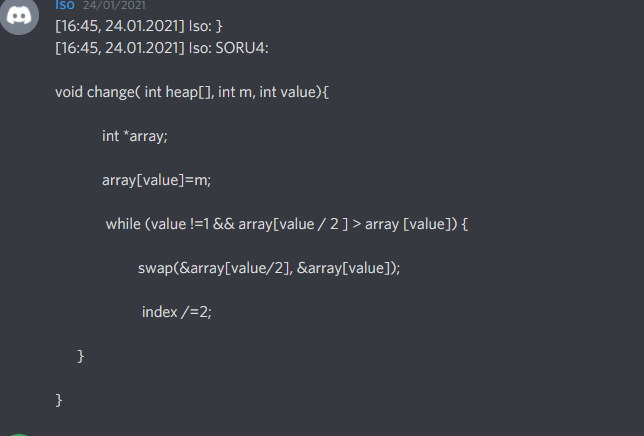 Iso 24/01/2021
[16:45, 24.01.2021] Iso: }
[16:45, 24.01.2021] Iso: SORU4:
void change( int heap[], int m, int value){
int *array;
array[value]=m;
while (value !=1 && array[value / 2 ] > array [value]) {
swap(&array[value/2], &array[value]);
index /=2;
}
}